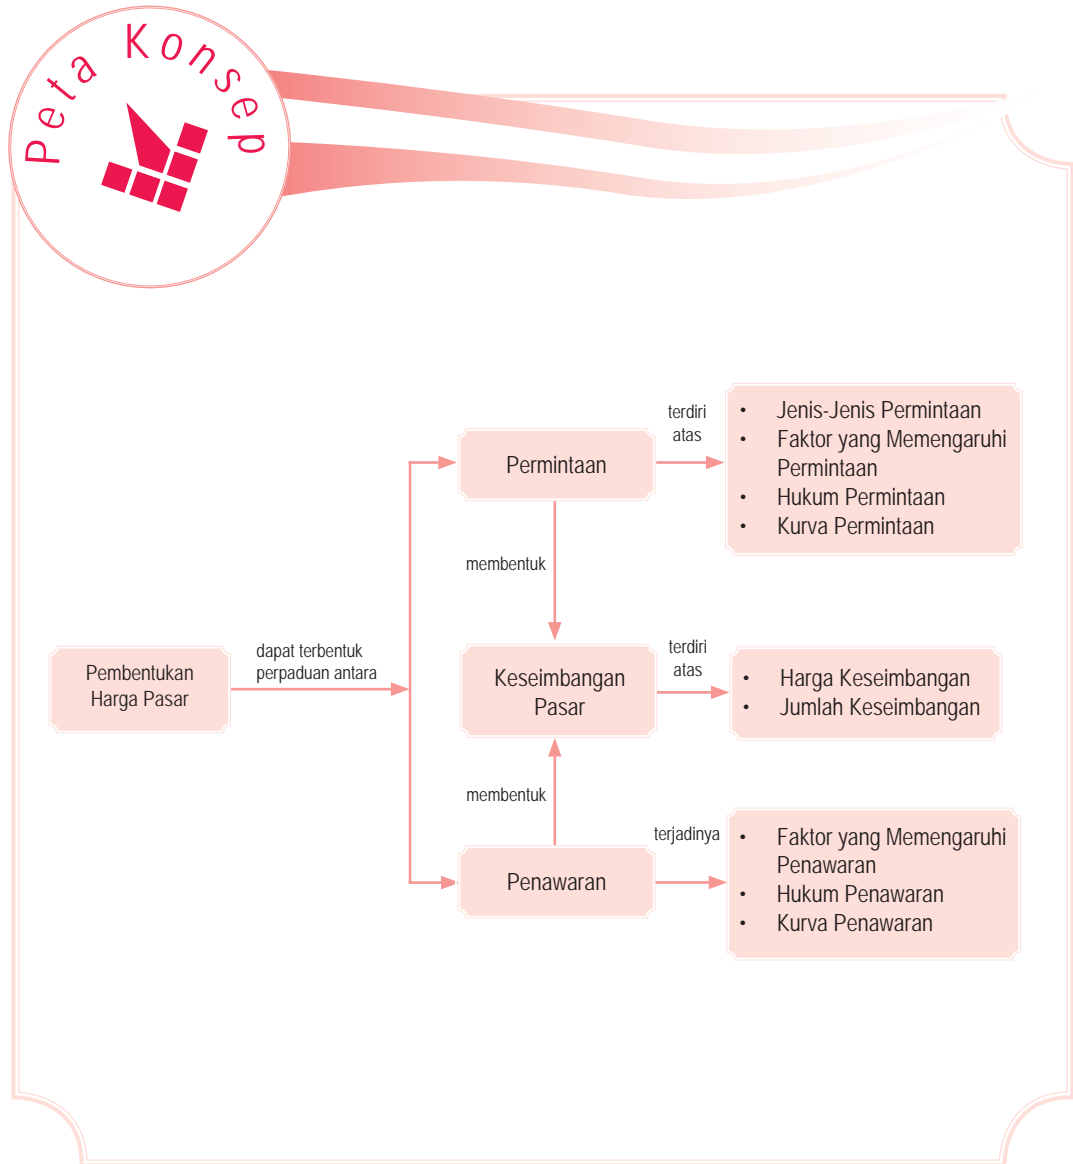 Peta Konsep
Pembentukan
Harga Pasar
dapat terbentuk
perpaduan antara
Permintaan
terdiri
atas
• Jenis-Jenis Permintaan
• Faktor yang Memengaruhi
Permintaan
• Hukum Permintaan
• Kurva Permintaan
membentuk
Keseimbangan
Pasar
terdiri
atas
• Harga Keseimbangan
• Jumlah Keseimbangan
membentuk
Penawaran
terjadinya
• Faktor yang Memengaruhi
Penawaran
• Hukum Penawaran
• Kurva Penawaran